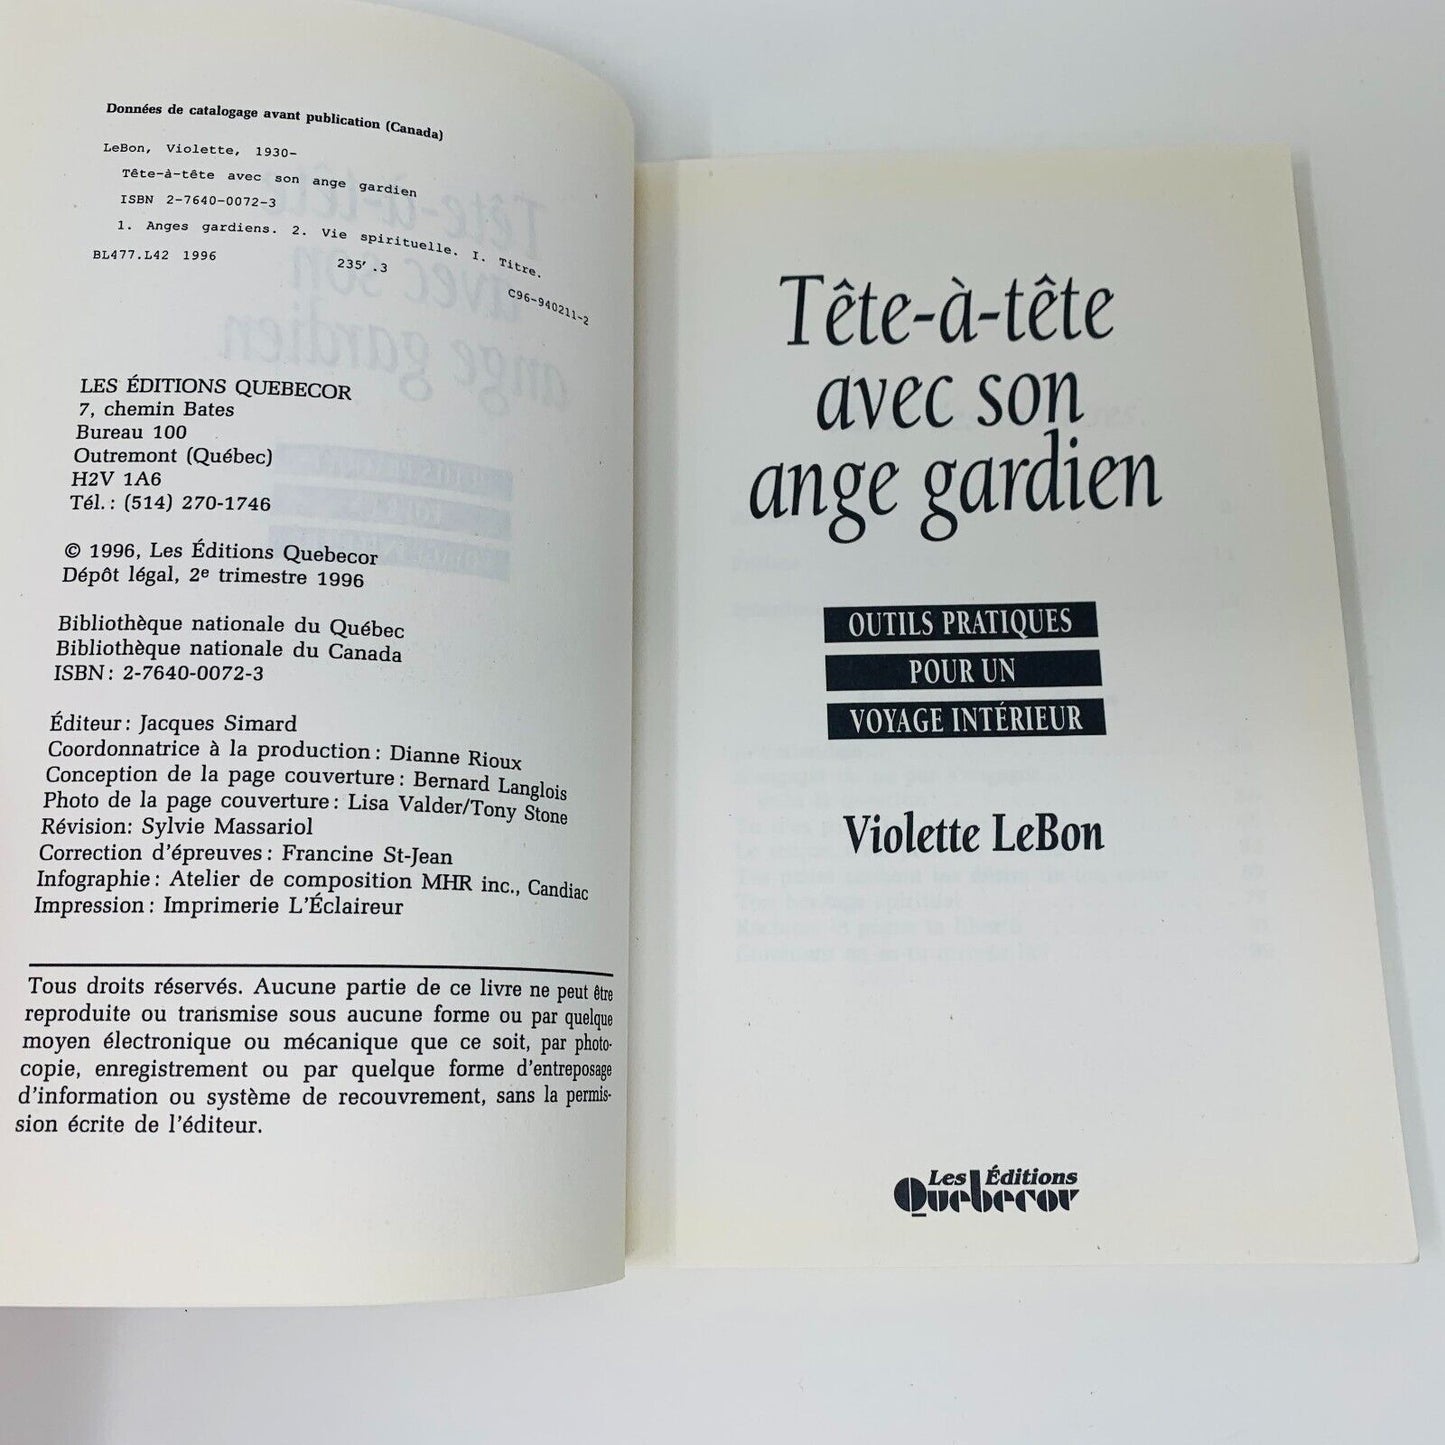 Données de catalogage avant publication (Canada)
LeBon, Violette, 1930-
Tête-à-tête avec son ange gardien
ISBN 2-7640-0072-3
1. Anges gardiens. 2. Vie spirituelle. I. Titre.
BL477.L42 1996 235'.3 C96-940211-2
LES ÉDITIONS QUEBECOR
7, chemin Bates
Bureau 100
Outremont (Québec)
H2V 1A6
Tél.: (514) 270-1746
© 1996, Les Éditions Quebecor
Dépôt légal, 2e trimestre 1996
Bibliothèque nationale du Québec
Bibliothèque nationale du Canada
ISBN: 2-7640-0072-3
Éditeur: Jacques Simard
Coordonnatrice à la production: Dianne Rioux
Conception de la page couverture: Bernard Langlois
Photo de la page couverture: Lisa Valder/Tony Stone
Révision: Sylvie Massariol
Correction d'épreuves: Francine St-Jean
Infographie: Atelier de composition MHR inc., Candiac
Impression: Imprimerie L'Éclaireur
Tous droits réservés. Aucune partie de ce livre ne peut être
reproduite ou transmise sous aucune forme ou par quelque
moyen électronique ou mécanique que ce soit, par photo-
copie, enregistrement ou par quelque forme d'entreposage
d'information ou système de recouvrement, sans la permis-
sion écrite de l'éditeur.
Tête-à-tête
avec son
ange gardien
OUTILS PRATIQUES
POUR UN
VOYAGE INTÉRIEUR
Violette LeBon
Les Éditions
Quebecor